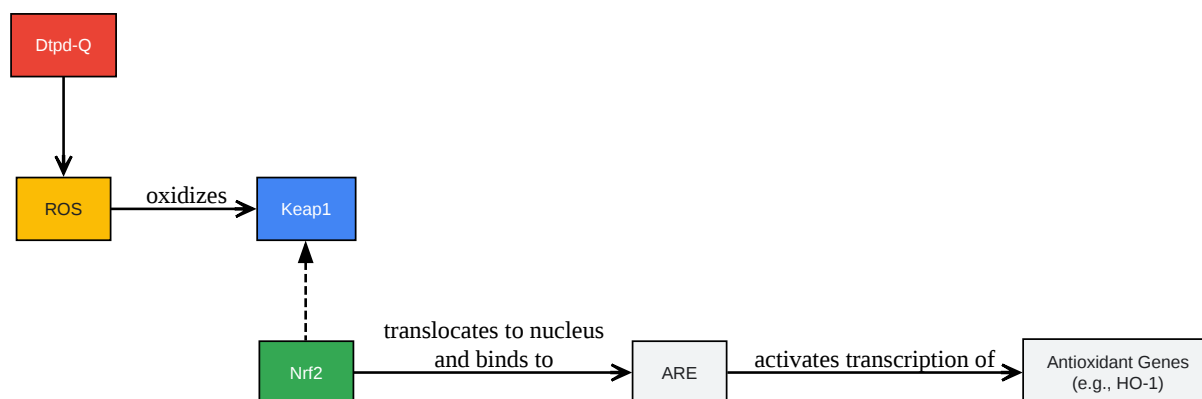 Dtpd-Q
ROS
oxidizes
Keap1
Nrf2
translocates to nucleus
and binds to
ARE
activates transcription of
Antioxidant Genes
(e.g., HO-1)